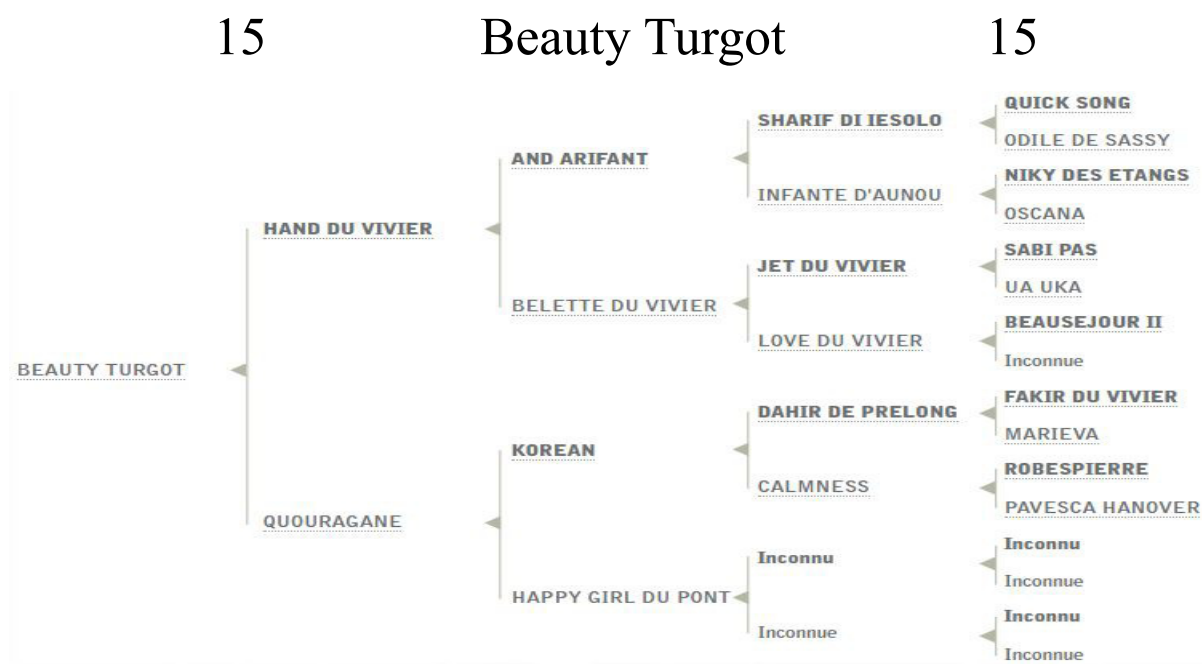 15 Beauty Turgot 15
QUICK SONG
SHARIF DI IESOLO
ODILE DE SASSY
AND ARIFANT
NIKY DES ETANGS
INFANTE D'AUNOU
OSCANA
HAND DU VIVIER
SABI PAS
JET DU VIVIER
UA UKA
BELETTE DU VIVIER
BEAUSEJOUR II
LOVE DU VIVIER
Inconnue
BEAUTY TURGOT
FAKIR DU VIVIER
DAHIR DE PRELONG
MARIEVA
KOREAN
ROBESPIERRE
CALMNESS
PAVESCA HANOVER
QUOURAGANE
Inconnu
Inconnu
Inconnue
HAPPY GIRL DU PONT
Inconnu
Inconnue
Inconnue